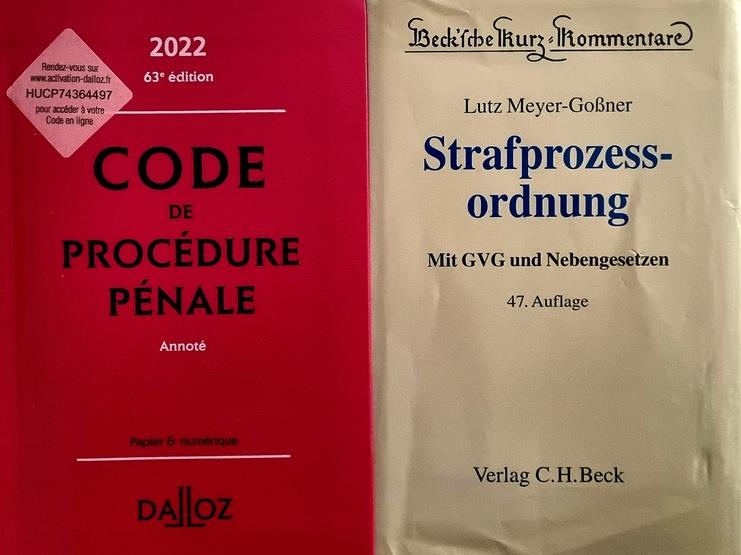 2022
63e édition
Rendez-vous sur
www.activation-dalloz.fr
HUCP74364497
pour accéder à votre
Code en ligne
CODE
DE
PROCÉDURE
PÉNALE
Annoté
Papier & numérique
DALLOZ
Beck'sche Kurz-Kommentare
Lutz Meyer-Goßner
Strafprozess-
ordnung
Mit GVG und Nebengesetzen
47. Auflage
Verlag C.H.Beck